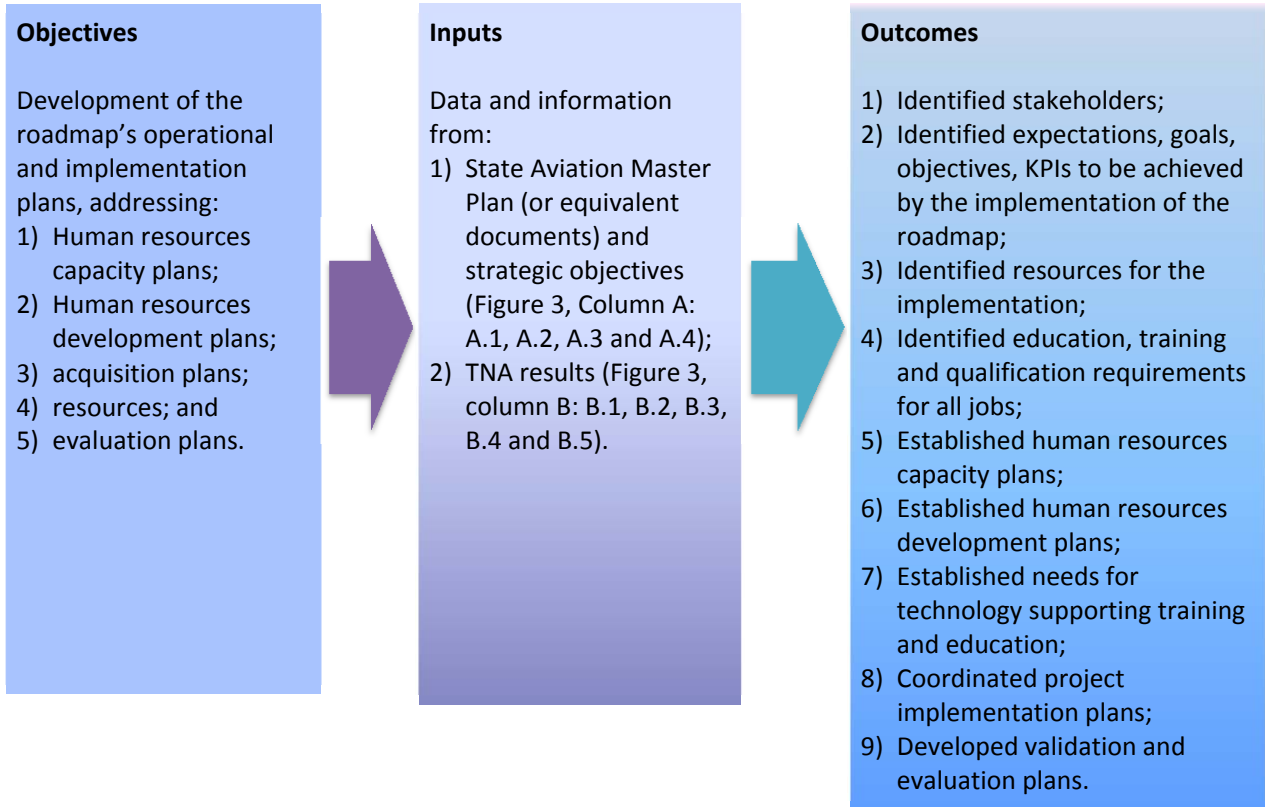 Objectives
Development of the
roadmap's operational
and implementation
plans, addressing:
1) Human resources
capacity plans;
2) Human resources
development plans;
3) acquisition plans;
4) resources; and
5) evaluation plans.
Inputs
Data and information
from:
1) State Aviation Master
Plan (or equivalent
documents) and
strategic objectives
(Figure 3, Column A:
A.1, A.2, A.3 and A.4);
2) TNA results (Figure 3,
column B: B.1, B.2, B.3,
B.4 and B.5).
Outcomes
1) Identified stakeholders;
2) Identified expectations, goals,
objectives, KPIs to be achieved
by the implementation of the
roadmap;
3) Identified resources for the
implementation;
4) Identified education, training
and qualification requirements
for all jobs;
5) Established human resources
capacity plans;
6) Established human resources
development plans;
7) Established needs for
technology supporting training
and education;
8) Coordinated project
implementation plans;
9) Developed validation and
evaluation plans.